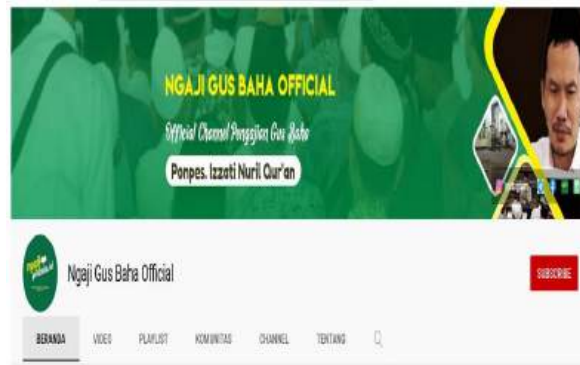 NGAJI GUS BAHA OFFICIAL
Official Channel Pengajian Gus Baha
Ponpes. Izzati Nuril Qur'an
Ngaji Gus Baha Official
SUBSCRIBE
BERANDA VIDEO PLAYLIST KOMUNITAS CHANNEL TENTANG